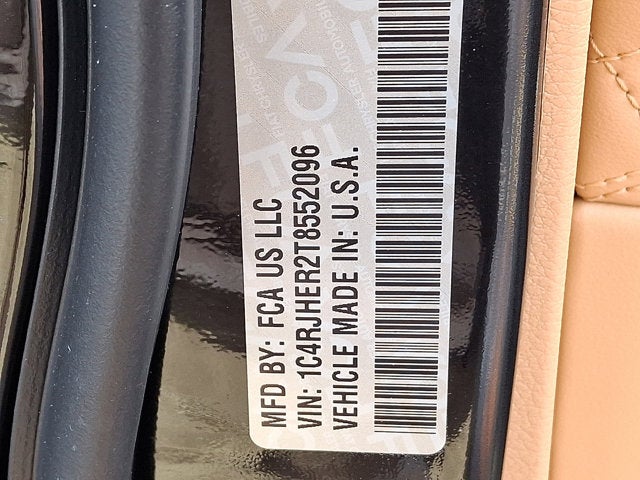 MFD BY: FCA US LLC
VIN: 1C4RJHER2T8552096
VEHICLE MADE IN: U.S.A.